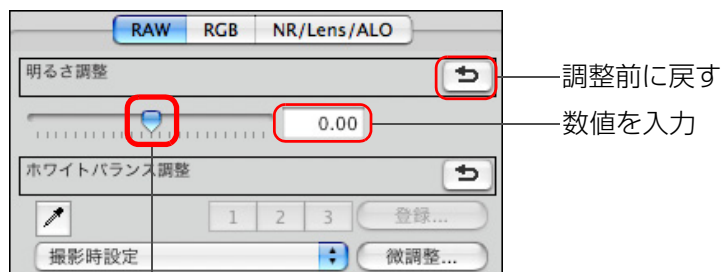 RAW RGB NR/Lens/ALO
明るさ調整
調整前に戻す
0.00
数値を入力
ホワイトバランス調整
1 2 3 登録...
撮影時設定 微調整...